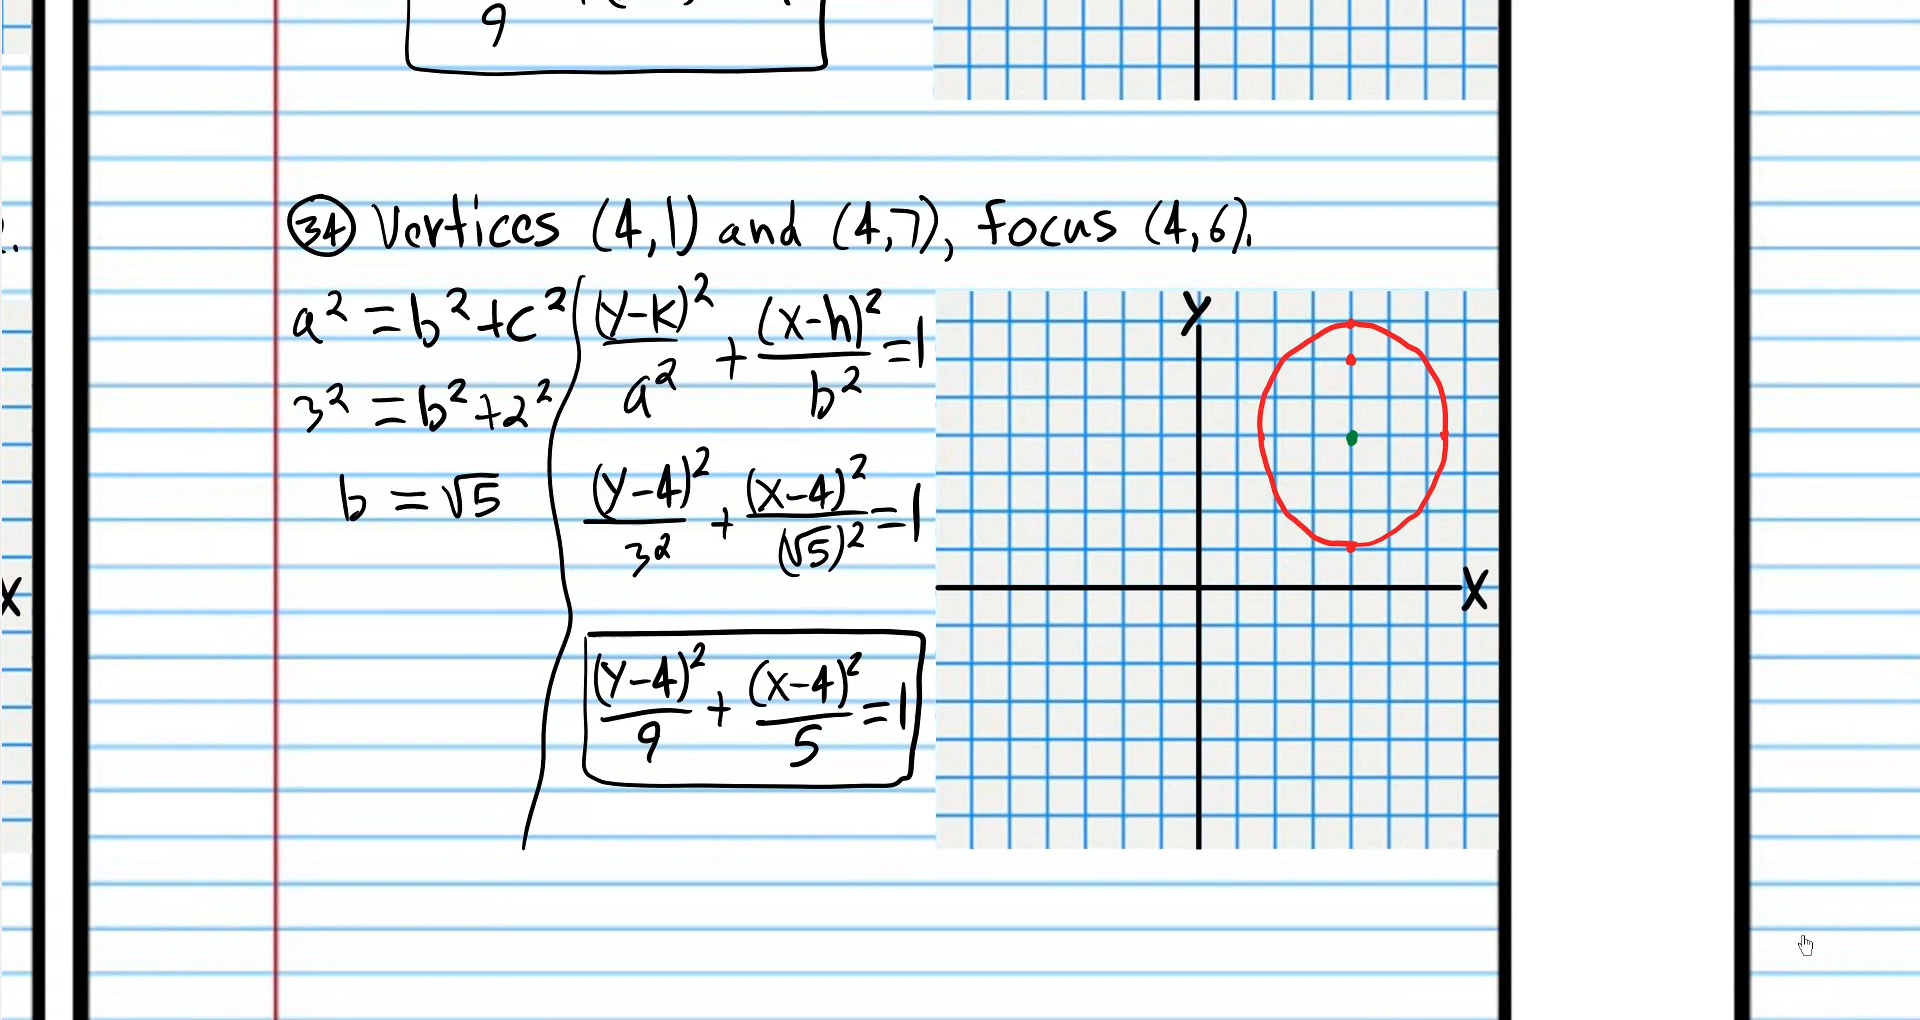 9
34 Vertices (4,1) and (4,7), focus (4,6).
a² = b² + c²
3² = b² + 2²
b = √5
(y-k)²/a² + (x-h)²/b² = 1
(y-4)²/3² + (x-4)²/(√5)² = 1
(y-4)²/9 + (x-4)²/5 = 1
y
x
x